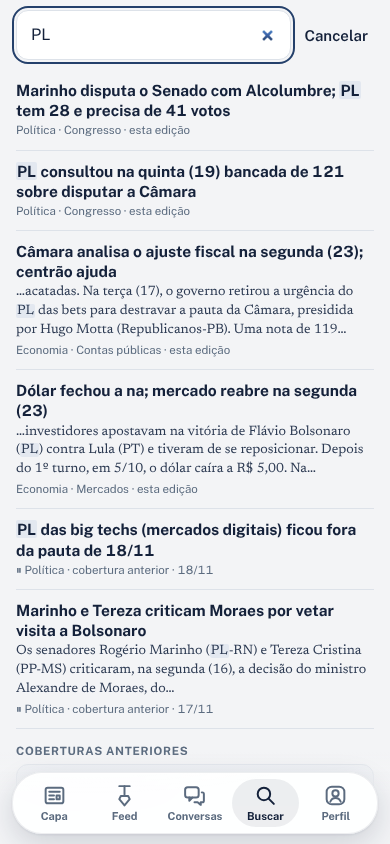 PL
Cancelar
Marinho disputa o Senado com Alcolumbre; PL
tem 28 e precisa de 41 votos
Política · Congresso · esta edição
PL consultou na quinta (19) bancada de 121
sobre disputar a Câmara
Política · Congresso · esta edição
Câmara analisa o ajuste fiscal na segunda (23);
centrão ajuda
...acatadas. Na terça (17), o governo retirou a urgência do
PL das bets para destravar a pauta da Câmara, presidida
por Hugo Motta (Republicanos-PB). Uma nota de 119...
Economia · Contas públicas · esta edição
Dólar fechou a na; mercado reabre na segunda
(23)
...investidores apostavam na vitória de Flávio Bolsonaro
(PL) contra Lula (PT) e tiveram de se reposicionar. Depois
do 1º turno, em 5/10, o dólar caíra a R$ 5,00. Na...
Economia · Mercados · esta edição
PL das big techs (mercados digitais) ficou fora
da pauta de 18/11
Política · cobertura anterior · 18/11
Marinho e Tereza criticam Moraes por vetar
visita a Bolsonaro
Os senadores Rogério Marinho (PL-RN) e Tereza Cristina
(PP-MS) criticaram, na segunda (16), a decisão do ministro
Alexandre de Moraes, do...
Política · cobertura anterior · 17/11
COBERTURAS ANTERIORES
Capa
Feed
Conversas
Buscar
Perfil